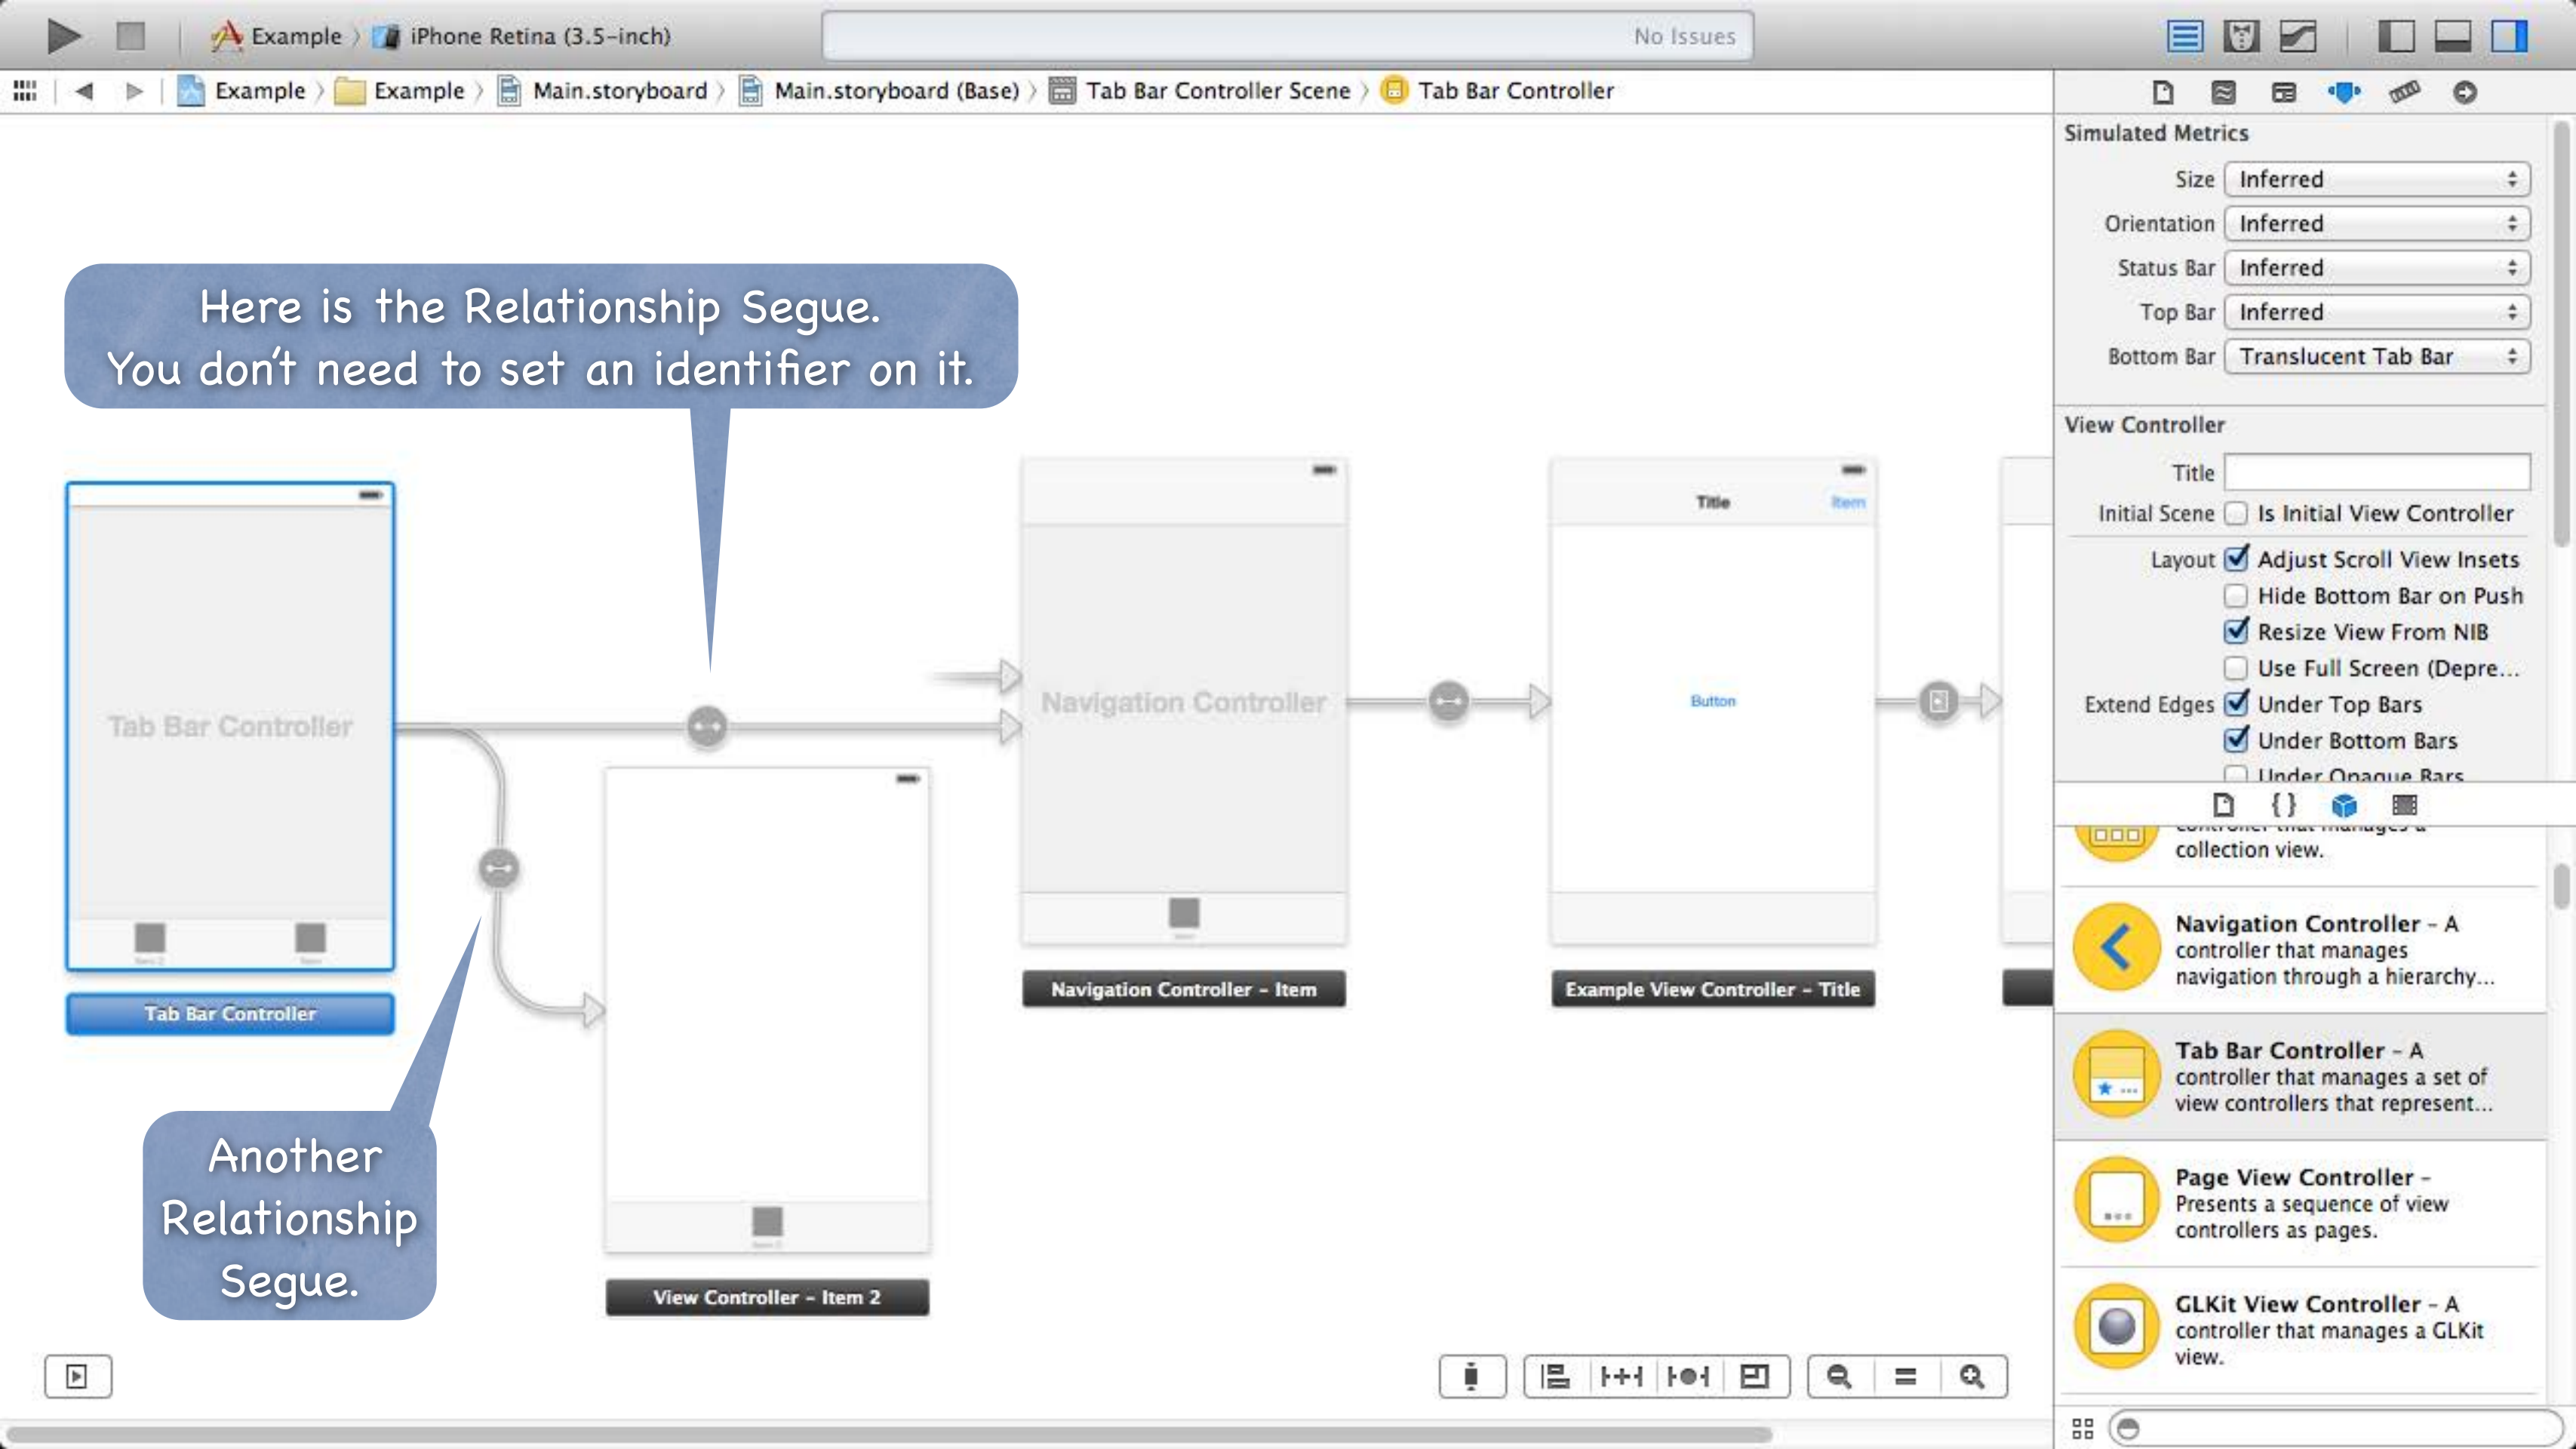 Example
iPhone Retina (3.5-inch)
No Issues
Example
Example
Main.storyboard
Main.storyboard (Base)
Tab Bar Controller Scene
Tab Bar Controller
Here is the Relationship Segue.
You don't need to set an identifier on it.
Tab Bar Controller
Tab Bar Controller
Another
Relationship
Segue.
Item 2
View Controller - Item 2
Navigation Controller
Navigation Controller - Item
Title
Item
Button
Example View Controller - Title
Simulated Metrics
Size Inferred
Orientation Inferred
Status Bar Inferred
Top Bar Inferred
Bottom Bar Translucent Tab Bar
View Controller
Title
Initial Scene Is Initial View Controller
Layout Adjust Scroll View Insets
Hide Bottom Bar on Push
Resize View From NIB
Use Full Screen (Depre...
Extend Edges Under Top Bars
Under Bottom Bars
Under Opaque Bars
{ }
controller that manages a
collection view.
Navigation Controller - A
controller that manages
navigation through a hierarchy...
Tab Bar Controller - A
controller that manages a set of
view controllers that represent...
Page View Controller -
Presents a sequence of view
controllers as pages.
GLKit View Controller - A
controller that manages a GLKit
view.